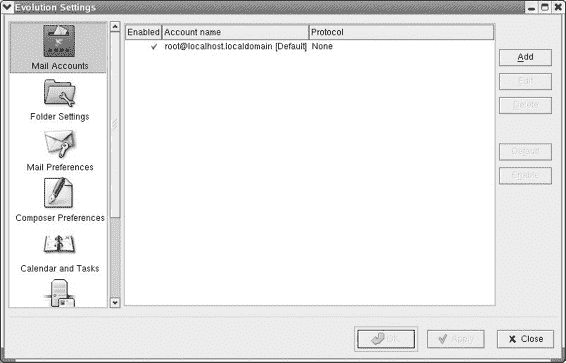 Evolution Settings
Mail Accounts
Folder Settings
Mail Preferences
Composer Preferences
Calendar and Tasks
Enabled Account name Protocol
root@localhost.localdomain [Default] None
Add
Edit
Delete
Default
Enable
OK Apply Close